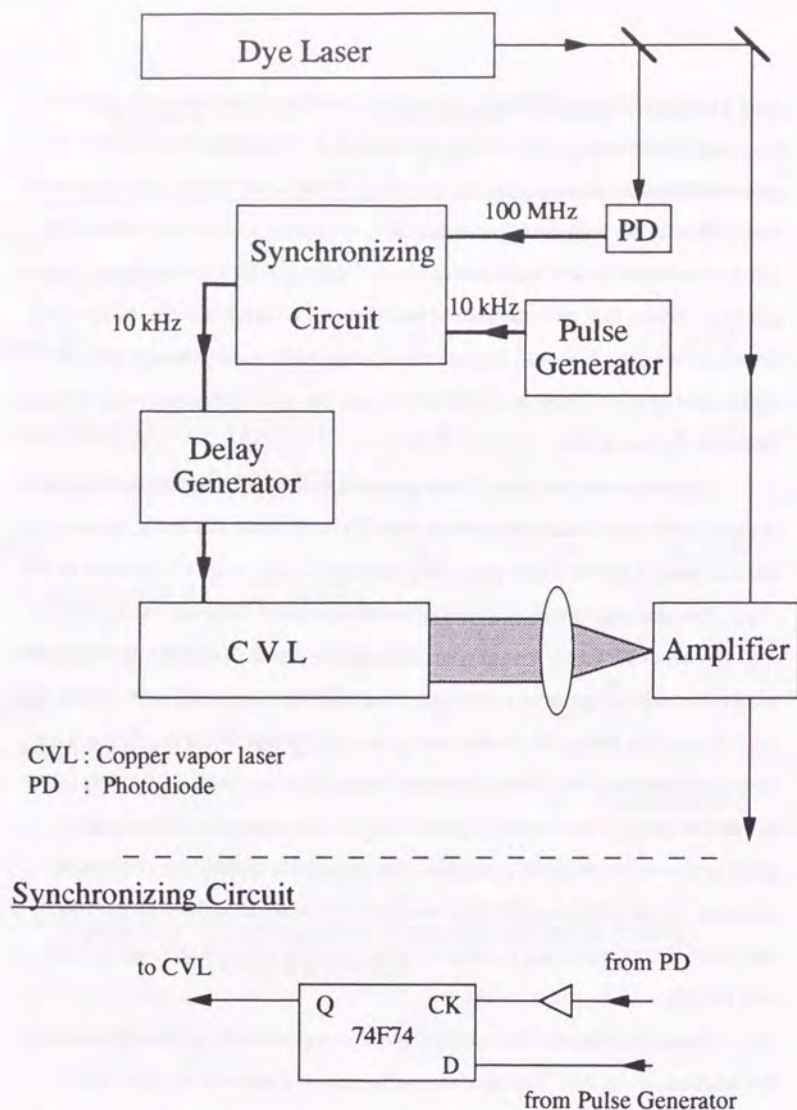 Dye Laser
100 MHz
PD
Synchronizing
Circuit
10 kHz
10 kHz
Pulse
Generator
Delay
Generator
CVL
Amplifier
CVL : Copper vapor laser
PD : Photodiode
Synchronizing Circuit
to CVL
from PD
Q
CK
74F74
D
from Pulse Generator